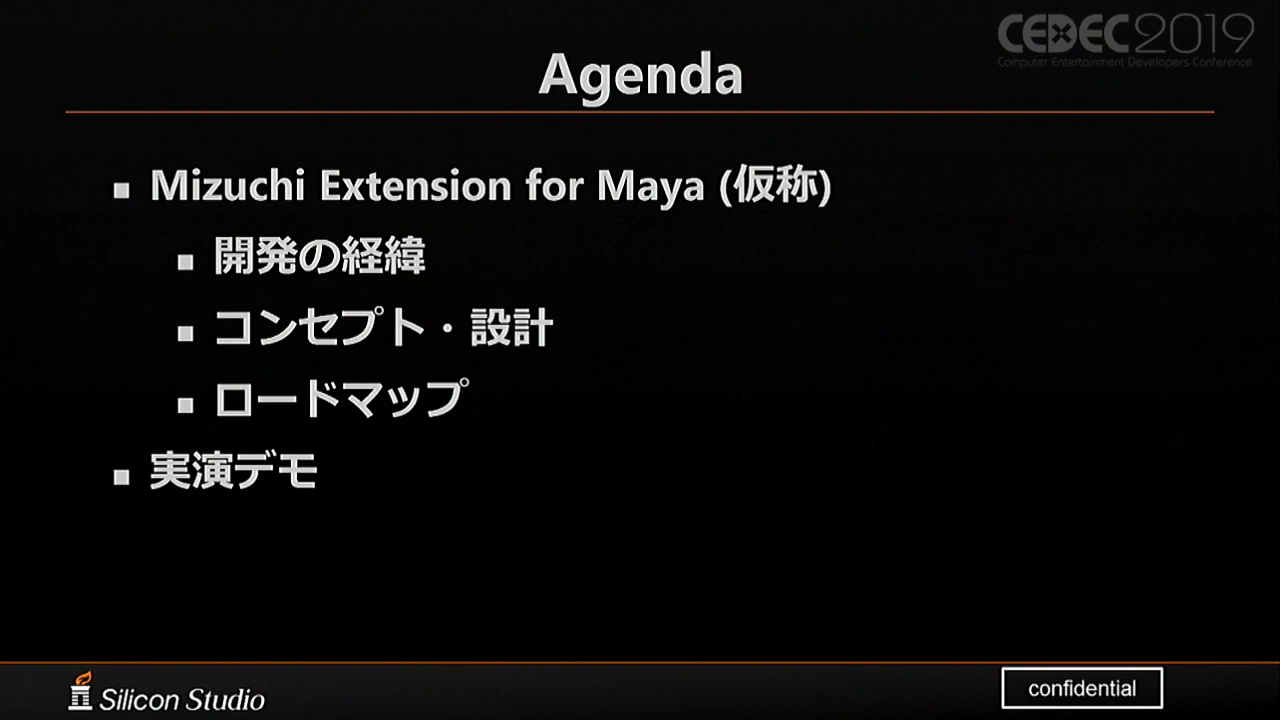 CEDEC2019
Computer Entertainment Developers Conference
Agenda
Mizuchi Extension for Maya (仮称)
開発の経緯
コンセプト・設計
ロードマップ
実演デモ
Silicon Studio
confidential